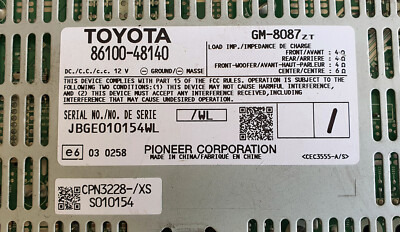 TOYOTA
86100-48140
DC./C.C./c.c. 12 V ⊖GROUND/MASSE
GM-8087ZT
LOAD IMP./IMPEDANCE DE CHARGE
FRONT/AVANT : 4Ω
REAR/ARRIERE : 4Ω
FRONT-WOOFER/AVANT-HAUT-PARLEUR : 4Ω
CENTER/CENTRE : 6Ω
THIS DEVICE COMPLIES WITH PART 15 OF THE FCC RULES. OPERATION IS SUBJECT TO THE
FOLLOWING TWO CONDITIONS: (1) THIS DEVICE MAY NOT CAUSE HARMFUL INTERFERENCE,
AND (2) THIS DEVICE MUST ACCEPT ANY INTERFERENCE RECEIVED, INCLUDING
INTERFERENCE THAT MAY CAUSE UNDESIRED OPERATION.
SERIAL NO./NO. DE SERIE
/WL
JBGE010154WL
/
e6 03 0258
PIONEER CORPORATION
MADE IN CHINA/FABRIQUE EN CHINE
<CEC3555-A/S>
CPN3228-/XS
S010154